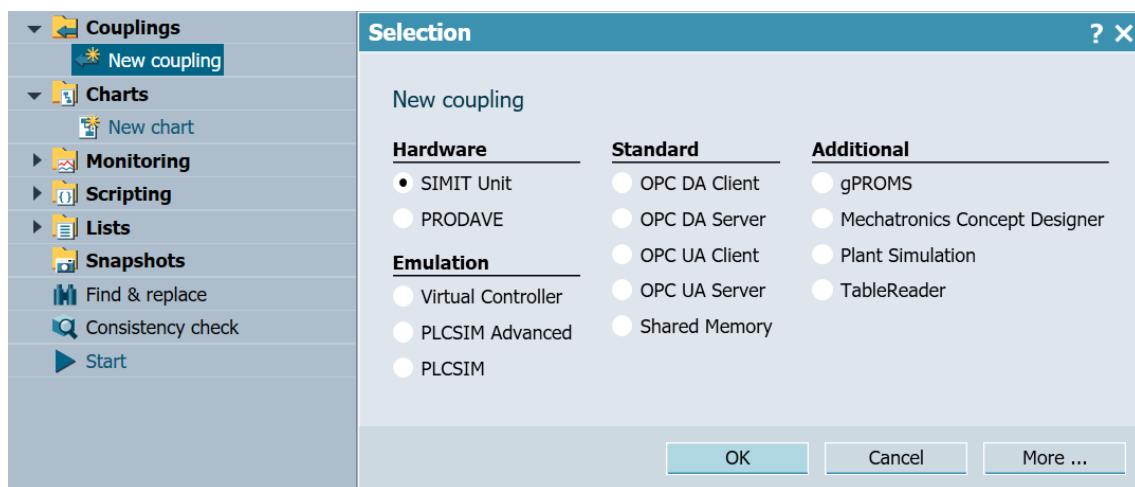 Couplings
New coupling
Charts
New chart
Monitoring
Scripting
Lists
Snapshots
Find & replace
Consistency check
Start
Selection
? ×
New coupling
Hardware
SIMIT Unit
PRODAVE
Emulation
Virtual Controller
PLCSIM Advanced
PLCSIM
Standard
OPC DA Client
OPC DA Server
OPC UA Client
OPC UA Server
Shared Memory
Additional
gPROMS
Mechatronics Concept Designer
Plant Simulation
TableReader
OK
Cancel
More ...